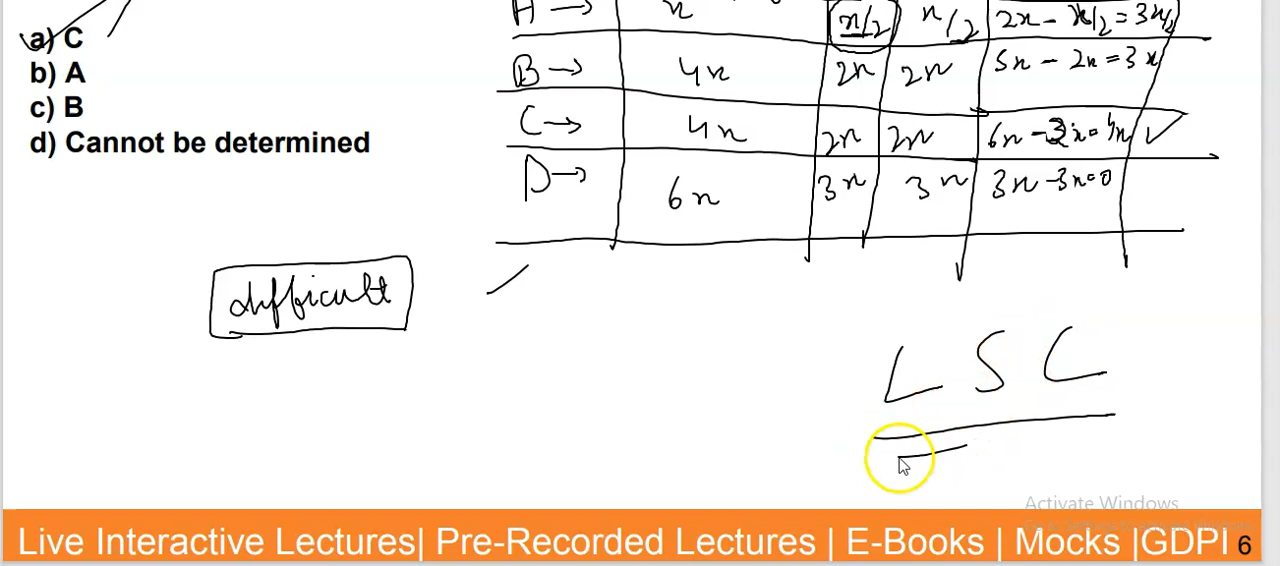 A → x x/2 x/2 2x - x/2 = 3x/2
a) C
B → 4x 2x 2x 5x - 2x = 3x
b) A
c) B
C → 4x 2x 2x 6x - 2x = 4x ✓
d) Cannot be determined
D → 6x 3x 3x 3x - 3x = 0
difficult
LSC
Activate Windows
Live Interactive Lectures| Pre-Recorded Lectures | E-Books | Mocks |GDPI 6